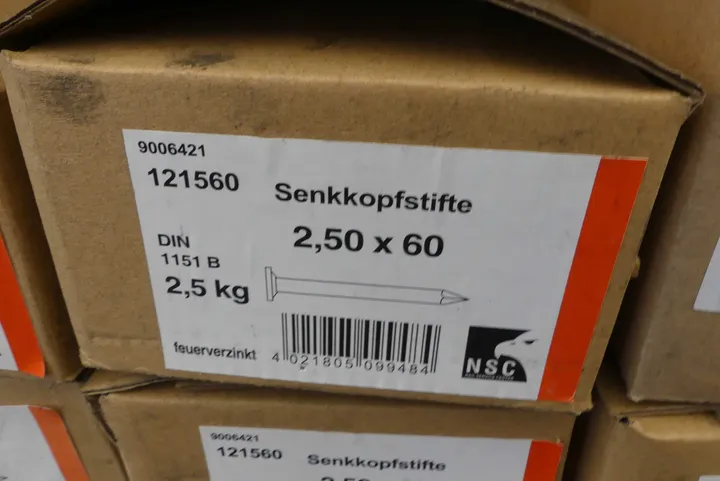 9006421
121560
Senkkopfstifte
2,50 x 60
DIN
1151 B
2,5 kg
feuerverzinkt
4 021805 099484
NSC
9006421
121560
Senkkopfstifte